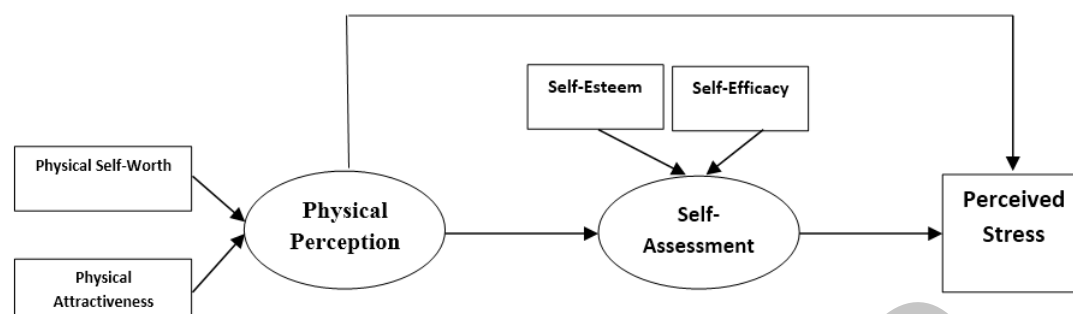 Self-Esteem
Self-Efficacy
Physical Self-Worth
Physical
Perception
Self-
Assessment
Perceived
Stress
Physical
Attractiveness